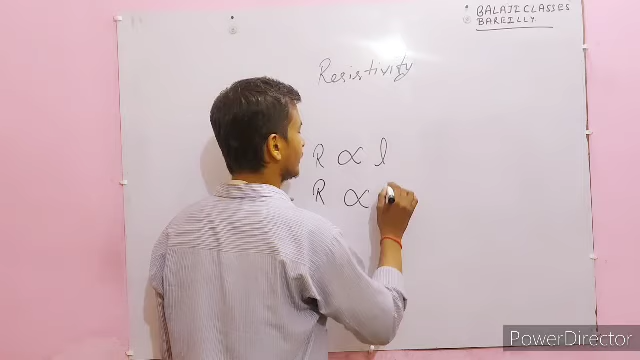 BALAJI CLASSES
BAREILLY.
Resistivity
R ∝ l
R ∝
PowerDirector